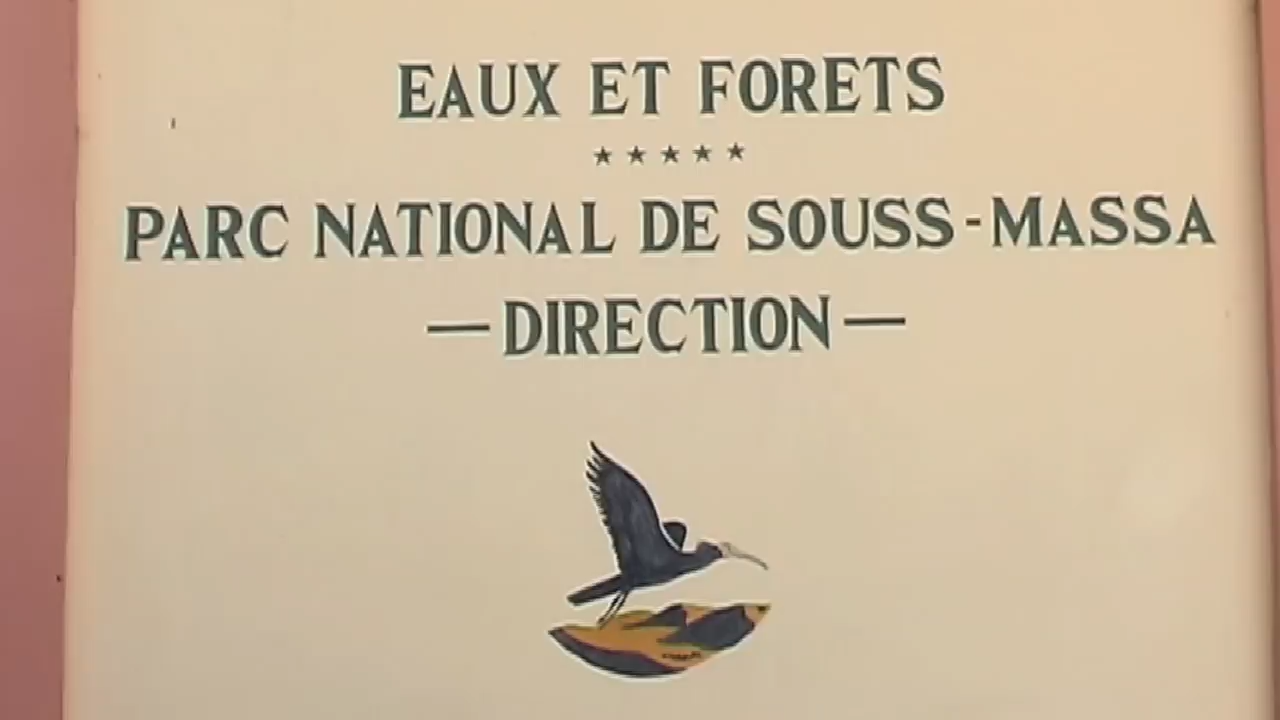 EAUX ET FORETS
★★★★★
PARC NATIONAL DE SOUSS-MASSA
—DIRECTION—